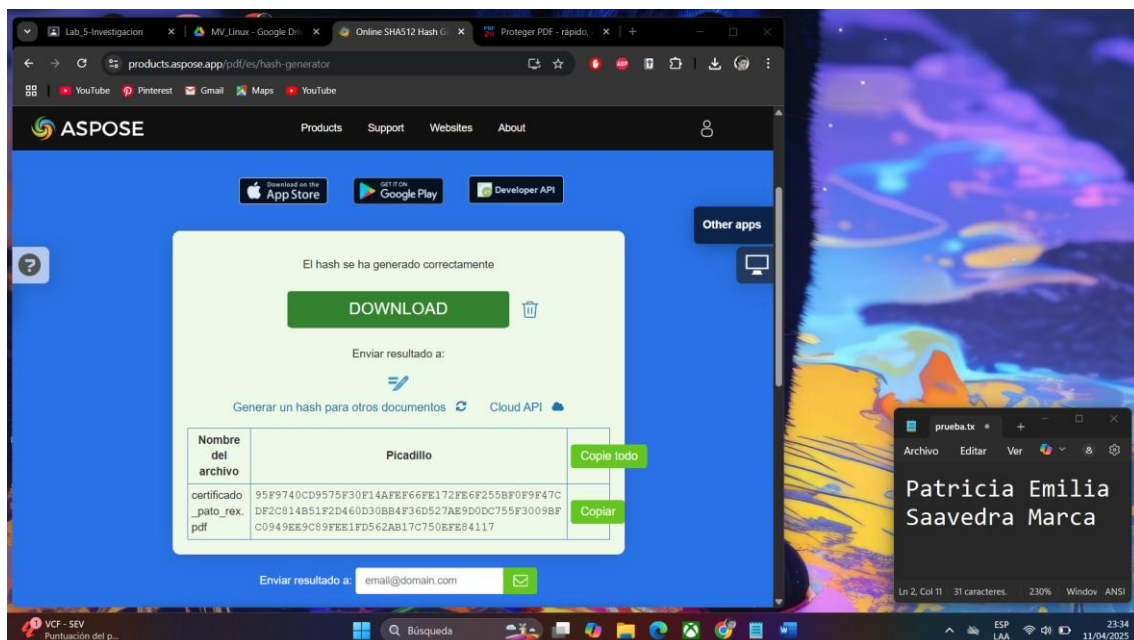 Lab_5-Investigacion
MV_Linux - Google Dri
Online SHA512 Hash G
Proteger PDF - rápido,
products.aspose.app/pdf/es/hash-generator
YouTube
Pinterest
Gmail
Maps
YouTube
ASPOSE
Products
Support
Websites
About
Download on the
App Store
GET IT ON
Google Play
Developer API
Other apps
El hash se ha generado correctamente
DOWNLOAD
Enviar resultado a:
Generar un hash para otros documentos
Cloud API
Nombre
del
archivo
Picadillo
Copie todo
certificado
_pato_rex.
pdf
95F9740CD9575F30F14AFEF66FE172FE6F255BF0F9F47C
DF2C814B51F2D460D30BB4F36D527AE9D0DC755F3009BF
C0949EE9C89FEE1FD562AB17C750EFE84117
Copiar
Enviar resultado a:
email@domain.com
prueba.tx
Archivo
Editar
Ver
Patricia Emilia
Saavedra Marca
Ln 2, Col 11
31 caracteres.
230%
Window
ANSI
VCF - SEV
Puntuación del p...
Búsqueda
ESP
LAA
23:34
11/04/2025